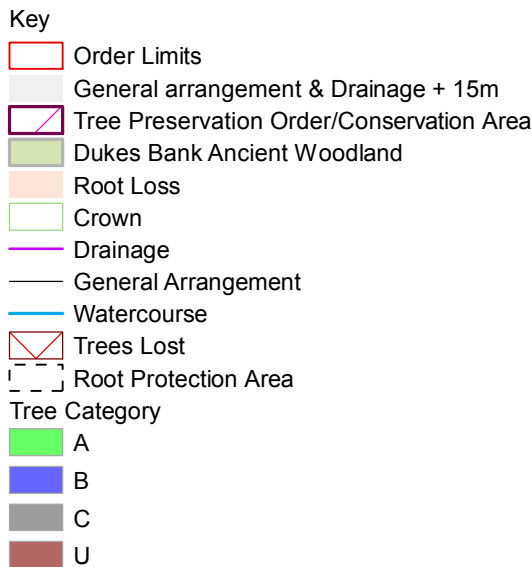 Key
Order Limits
General arrangement & Drainage + 15m
Tree Preservation Order/Conservation Area
Dukes Bank Ancient Woodland
Root Loss
Crown
Drainage
General Arrangement
Watercourse
Trees Lost
Root Protection Area
Tree Category
A
B
C
U